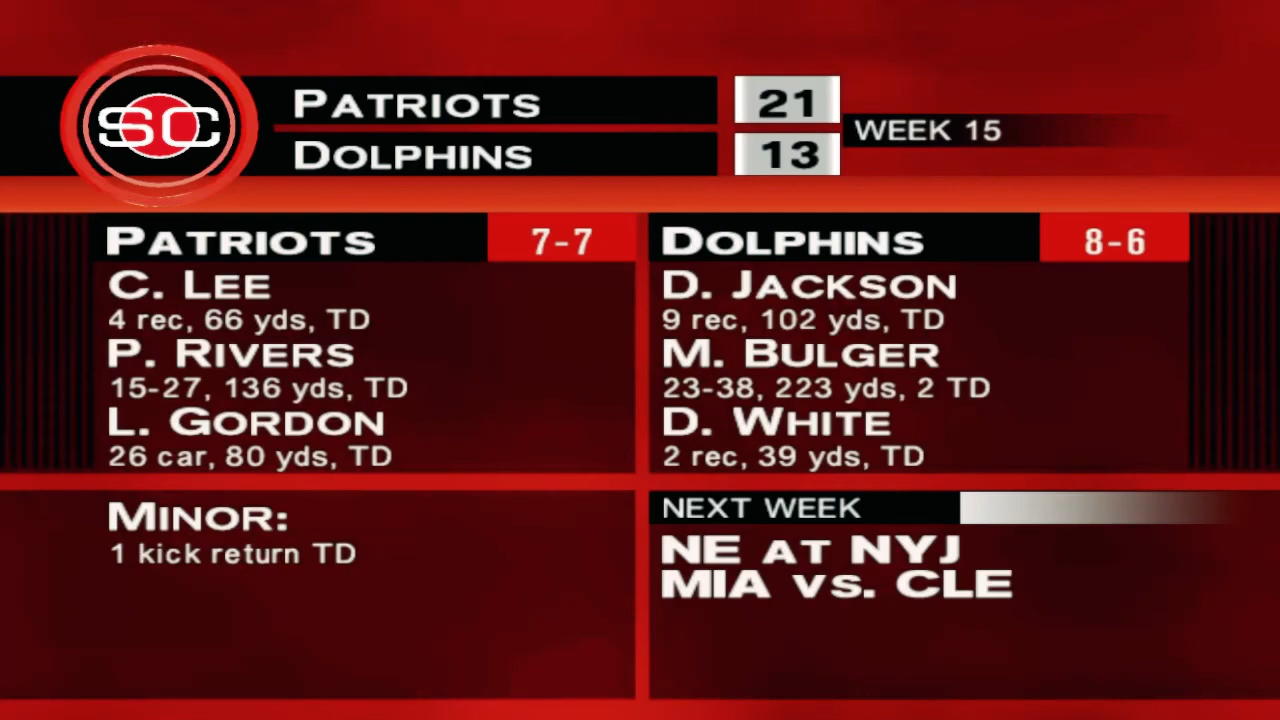 SC
PATRIOTS 21
DOLPHINS 13
WEEK 15
PATRIOTS 7-7
C. LEE
4 rec, 66 yds, TD
P. RIVERS
15-27, 136 yds, TD
L. GORDON
26 car, 80 yds, TD
DOLPHINS 8-6
D. JACKSON
9 rec, 102 yds, TD
M. BULGER
23-38, 223 yds, 2 TD
D. WHITE
2 rec, 39 yds, TD
MINOR:
1 kick return TD
NEXT WEEK
NE AT NYJ
MIA VS. CLE